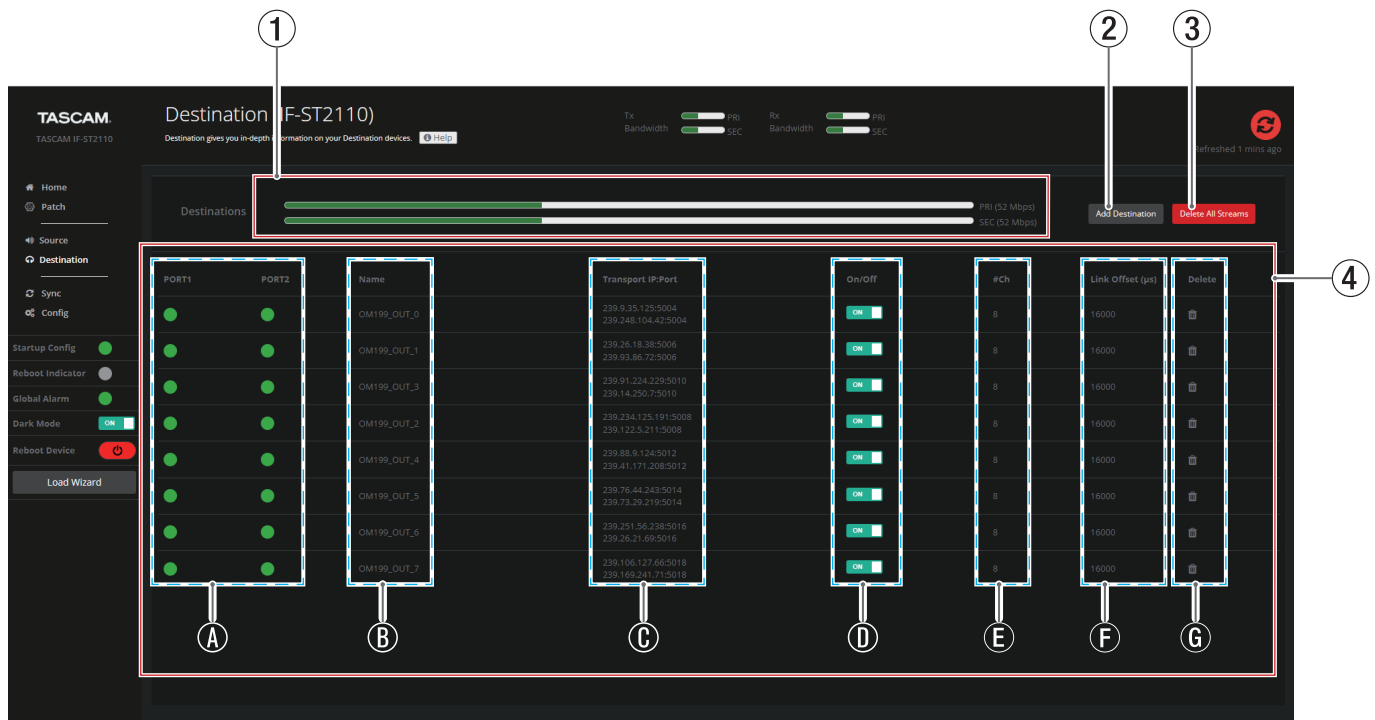 ① ② ③
TASCAM
TASCAM IF-ST2110
Destination (IF-ST2110)
Destination gives you in-depth information on your Destination devices. Help
Tx Bandwidth PRI SEC
Rx Bandwidth PRI SEC
Refreshed 1 mins ago
Home
Patch
Source
Destination
Sync
Config
Startup Config
Reboot Indicator
Global Alarm
Dark Mode ON
Reboot Device
Load Wizard
Destinations
PRI (52 Mbps)
SEC (52 Mbps)
Add Destination
Delete All Streams
④
PORT1 PORT2 Name Transport IP:Port On/Off #Ch Link Offset (µs) Delete
OM199_OUT_0 239.9.35.125:5004 ON 8 16000
239.248.104.42:5004
OM199_OUT_1 239.26.18.38:5006 ON 8 16000
239.93.86.72:5006
OM199_OUT_3 239.91.224.229:5010 ON 8 16000
239.14.250.7:5010
OM199_OUT_2 239.234.125.191:5008 ON 8 16000
239.122.5.211:5008
OM199_OUT_4 239.88.9.124:5012 ON 8 16000
239.41.171.208:5012
OM199_OUT_5 239.76.44.243:5014 ON 8 16000
239.73.29.219:5014
OM199_OUT_6 239.251.56.238:5016 ON 8 16000
239.26.21.69:5016
OM199_OUT_7 239.106.127.66:5018 ON 8 16000
239.169.241.71:5018
Ⓐ Ⓑ Ⓒ Ⓓ Ⓔ Ⓕ Ⓖ